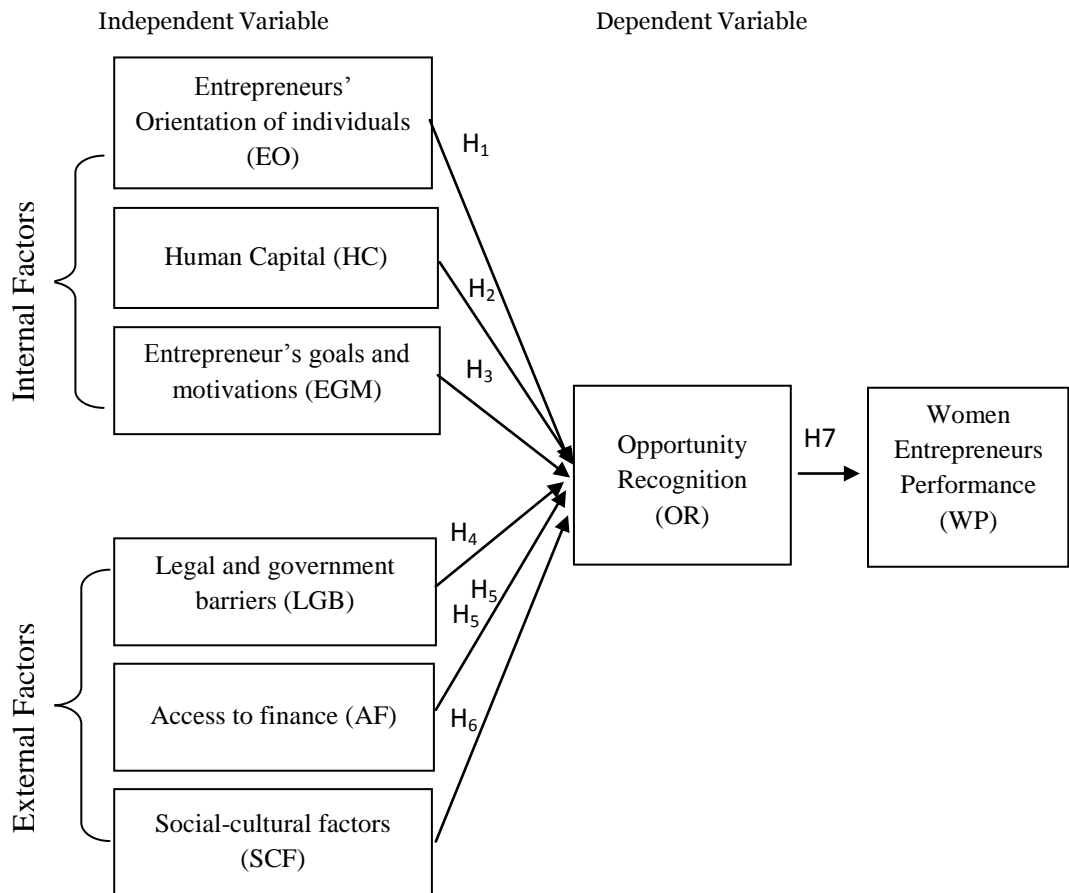 Independent Variable
Dependent Variable
Internal Factors
Entrepreneurs’
Orientation of individuals
(EO)
H₁
Human Capital (HC)
H₂
Entrepreneur’s goals and
motivations (EGM)
H₃
Opportunity
Recognition
(OR)
H7
Women
Entrepreneurs
Performance
(WP)
External Factors
Legal and government
barriers (LGB)
H₄
H₅
H₅
Access to finance (AF)
H₆
Social-cultural factors
(SCF)